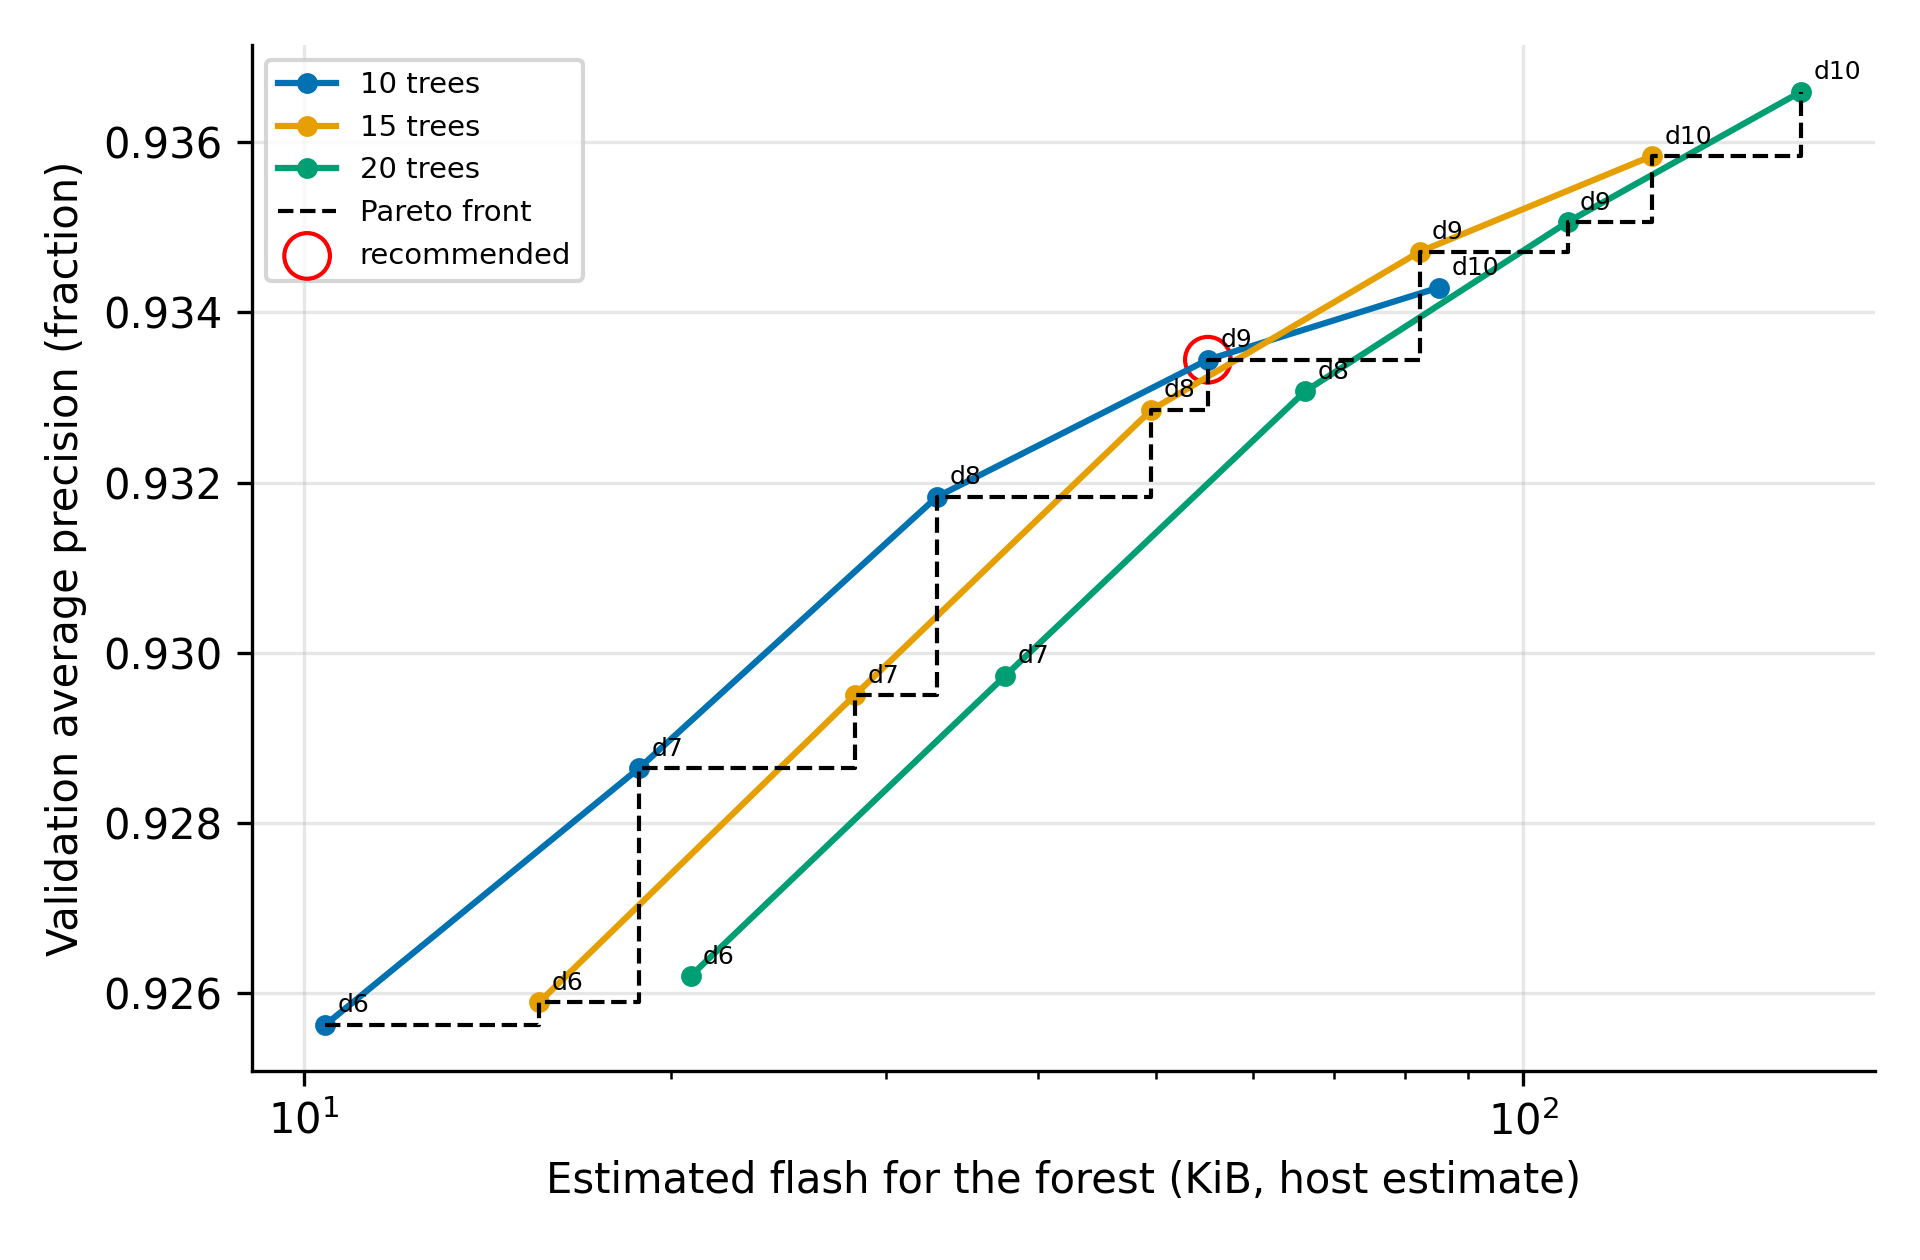 10 trees
15 trees
20 trees
Pareto front
recommended
d10
d10
d9
d9
d10
d9
d8
d8
d8
d7
d7
d7
d6
d6
d6
0.936
0.934
0.932
0.930
0.928
0.926
Validation average precision (fraction)
10¹ 10²
Estimated flash for the forest (KiB, host estimate)